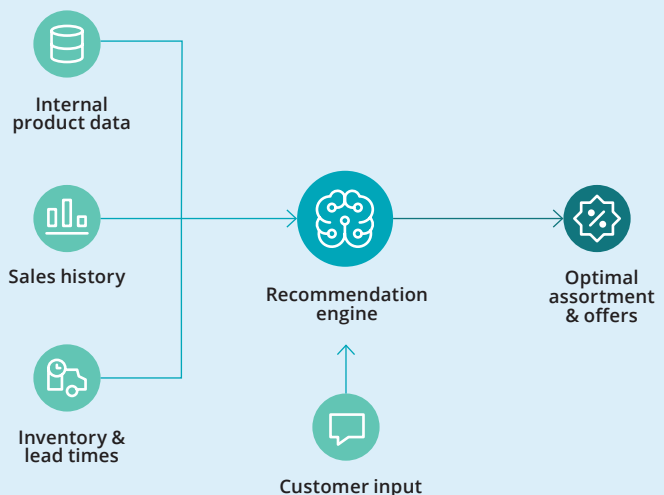 Internal
product data
Sales history
Inventory &
lead times
Recommendation
engine
Customer input
Optimal
assortment
& offers